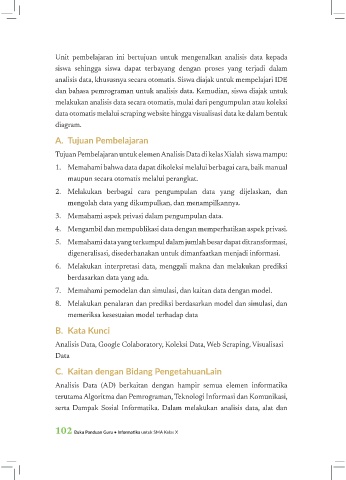 Unit pembelajaran ini bertujuan untuk mengenalkan analisis data kepada
siswa sehingga siswa dapat terbayang dengan proses yang terjadi dalam
analisis data, khususnya secara otomatis. Siswa diajak untuk mempelajari IDE
dan bahasa pemrograman untuk analisis data. Kemudian, siswa diajak untuk
melakukan analisis data secara otomatis, mulai dari pengumpulan atau koleksi
data otomatis melalui scraping website hingga visualisasi data ke dalam bentuk
diagram.
A. Tujuan Pembelajaran
Tujuan Pembelajaran untuk elemen Analisis Data di kelas Xialah siswa mampu:
1. Memahami bahwa data dapat dikoleksi melalui berbagai cara, baik manual
maupun secara otomatis melalui perangkat.
2. Melakukan berbagai cara pengumpulan data yang dijelaskan, dan
mengolah data yang dikumpulkan, dan menampilkannya.
3. Memahami aspek privasi dalam pengumpulan data.
4. Mengambil dan mempublikasi data dengan memperhatikan aspek privasi.
5. Memahami data yang terkumpul dalam jumlah besar dapat ditransformasi,
digeneralisasi, disederhanakan untuk dimanfaatkan menjadi informasi.
6. Melakukan interpretasi data, menggali makna dan melakukan prediksi
berdasarkan data yang ada.
7. Memahami pemodelan dan simulasi, dan kaitan data dengan model.
8. Melakukan penalaran dan prediksi berdasarkan model dan simulasi, dan
memeriksa kesesuaian model terhadap data
B. Kata Kunci
Analisis Data, Google Colaboratory, Koleksi Data, Web Scraping, Visualisasi
Data
C. Kaitan dengan Bidang PengetahuanLain
Analisis Data (AD) berkaitan dengan hampir semua elemen informatika
terutama Algoritma dan Pemrograman, Teknologi Informasi dan Komunikasi,
serta Dampak Sosial Informatika. Dalam melakukan analisis data, alat dan
102 Buku Panduan Guru • Informatika untuk SMA Kelas X